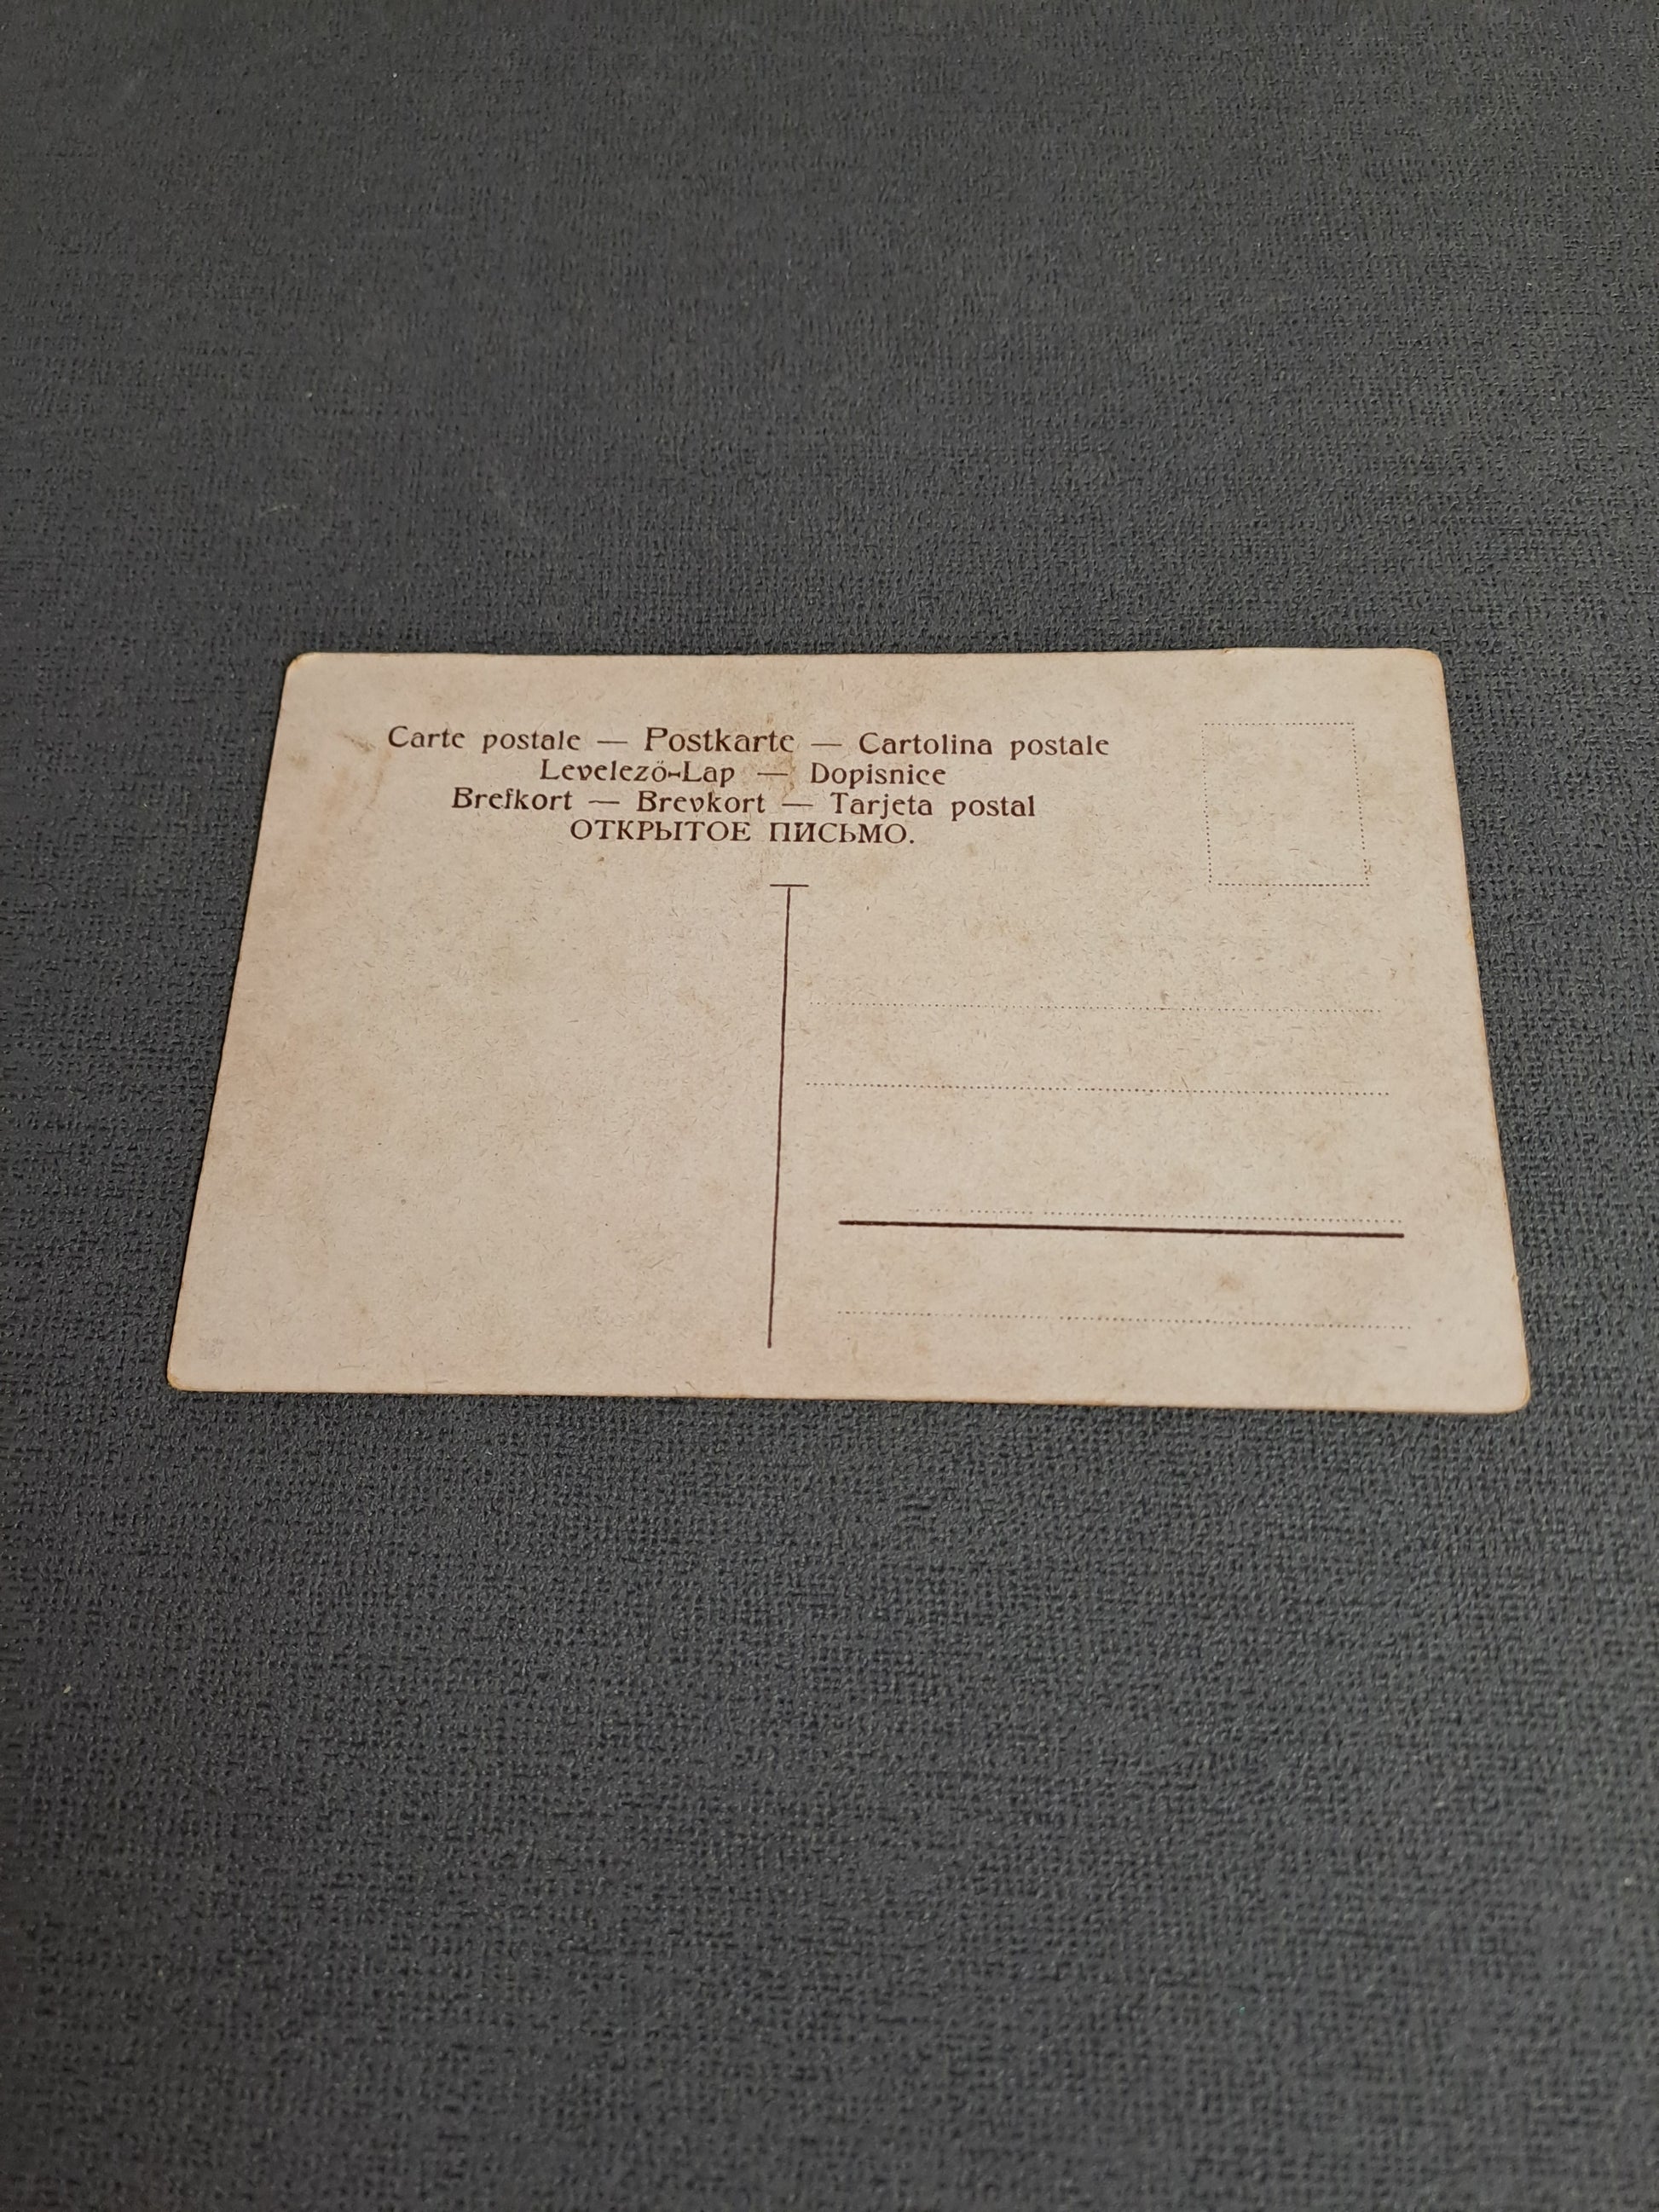 Carte postale — Postkarte — Cartolina postale
Levelező-Lap — Dopisnice
Brefkort — Brevkort — Tarjeta postal
ОТКРЫТОЕ ПИСЬМО.